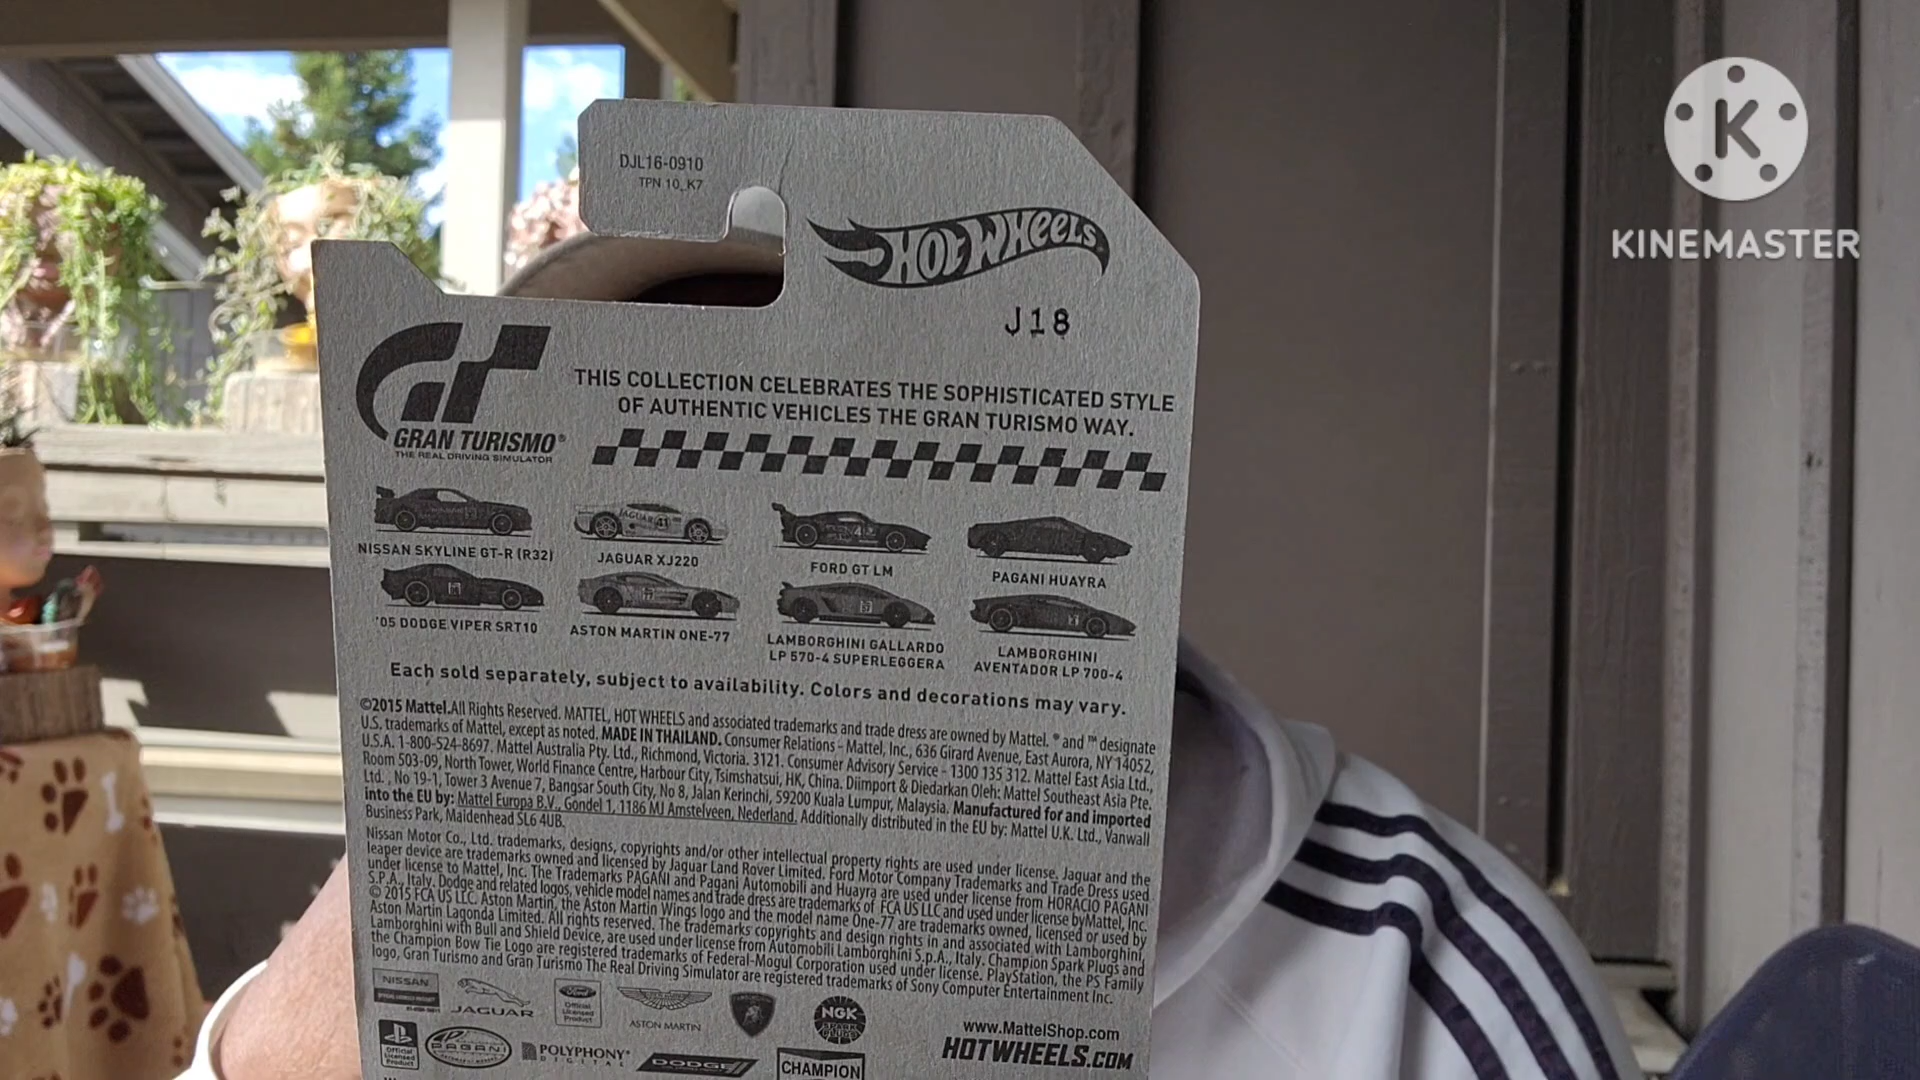 DJL16-0910
TPN 10_K7
HOT WHEELS
J18
GT
GRAN TURISMO®
THE REAL DRIVING SIMULATOR
THIS COLLECTION CELEBRATES THE SOPHISTICATED STYLE
OF AUTHENTIC VEHICLES THE GRAN TURISMO WAY.
NISSAN SKYLINE GT-R (R32)
JAGUAR XJ220
FORD GT LM
PAGANI HUAYRA
'05 DODGE VIPER SRT10
ASTON MARTIN ONE-77
LAMBORGHINI GALLARDO
LP 570-4 SUPERLEGGERA
LAMBORGHINI
AVENTADOR LP 700-4
Each sold separately, subject to availability. Colors and decorations may vary.
©2015 Mattel.All Rights Reserved. MATTEL, HOT WHEELS and associated trademarks and trade dress are owned by Mattel. ® and ™ designate
U.S. trademarks of Mattel, except as noted. MADE IN THAILAND. Consumer Relations - Mattel, Inc., 636 Girard Avenue, East Aurora, NY 14052,
U.S.A. 1-800-524-8697. Mattel Australia Pty. Ltd., Richmond, Victoria. 3121. Consumer Advisory Service - 1300 135 312. Mattel East Asia Ltd.,
Room 503-09, North Tower, World Finance Centre, Harbour City, Tsimshatsui, HK, China. Diimport & Diedarkan Oleh: Mattel Southeast Asia Pte.
Ltd. , No 19-1, Tower 3 Avenue 7, Bangsar South City, No 8, Jalan Kerinchi, 59200 Kuala Lumpur, Malaysia. Manufactured for and imported
into the EU by: Mattel Europa B.V., Gondel 1, 1186 MJ Amstelveen, Nederland. Additionally distributed in the EU by: Mattel U.K. Ltd., Vanwall
Business Park, Maidenhead SL6 4UB.
Nissan Motor Co., Ltd. trademarks, designs, copyrights and/or other intellectual property rights are used under license. Jaguar and the
leaper device are trademarks owned and licensed by Jaguar Land Rover Limited. Ford Motor Company Trademarks and Trade Dress used
under license to Mattel, Inc. The Trademarks PAGANI and Pagani Automobili and Huayra are used under license from HORACIO PAGANI
S.P.A., Italy. Dodge and related logos, vehicle model names and trade dress are trademarks of FCA US LLC and used under license byMattel, Inc.
© 2015 FCA US LLC. Aston Martin, the Aston Martin Wings logo and the model name One-77 are trademarks owned, licensed or used by
Aston Martin Lagonda Limited. All rights reserved. The trademarks copyrights and design rights in and associated with Lamborghini,
Lamborghini with Bull and Shield Device, are used under license from Automobili Lamborghini S.p.A., Italy. Champion Spark Plugs and
the Champion Bow Tie Logo are registered trademarks of Federal-Mogul Corporation used under license. PlayStation, the PS Family
logo, Gran Turismo and Gran Turismo The Real Driving Simulator are registered trademarks of Sony Computer Entertainment Inc.
NISSAN
JAGUAR
Ford
Official
Licensed
Product
ASTON MARTIN
NGK
SPARK
PLUGS
www.MattelShop.com
HOTWHEELS.COM
Official
Licensed
Product
PAGANI
POLYPHONY®
DIGITAL
DODGE
CHAMPION
K
KINEMASTER